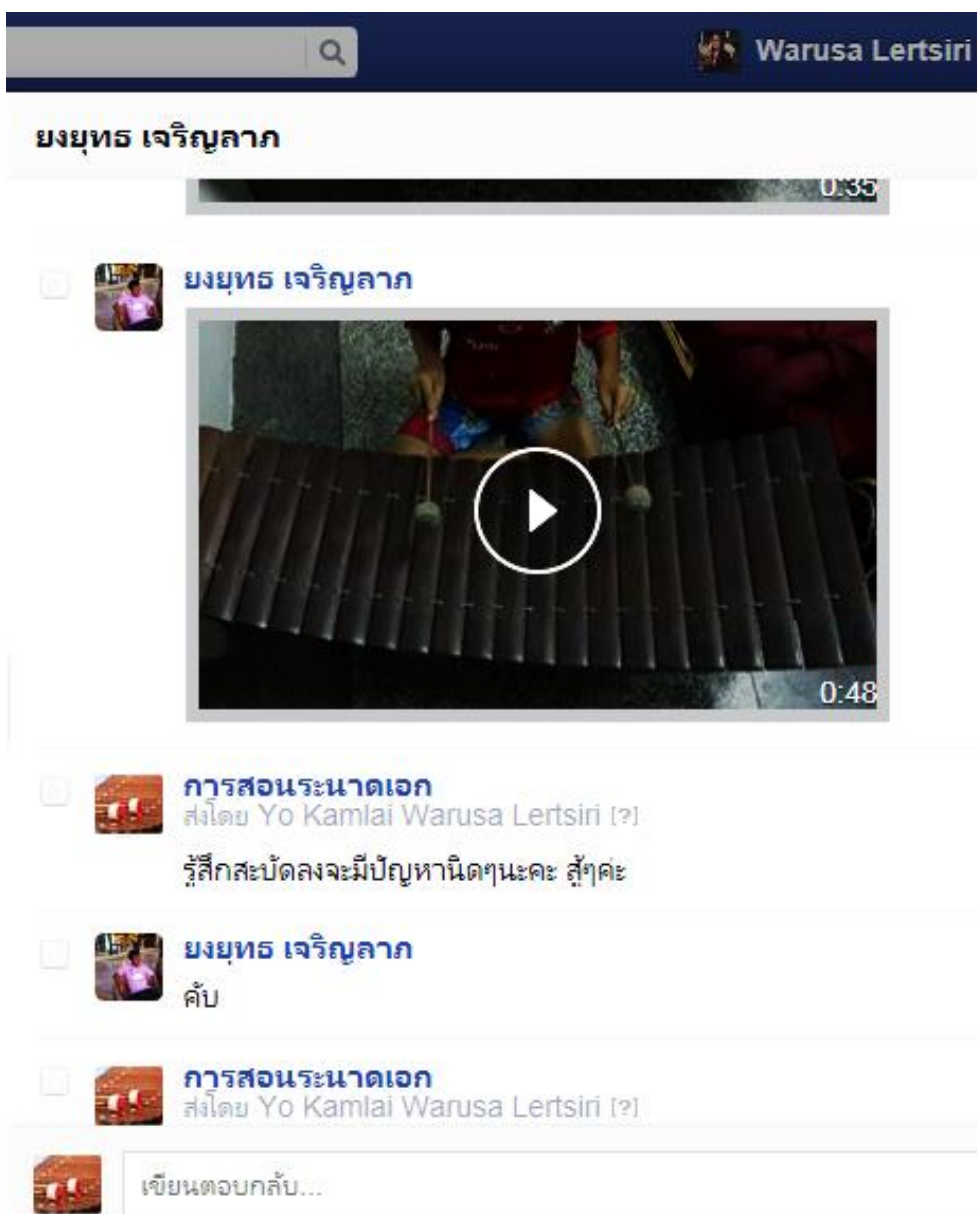 Warusa Lertsiri
ยงยุทธ เจริญลาภ
0:35
ยงยุทธ เจริญลาภ
0:48
การสอนระนาดเอก
ส่งโดย Yo Kamlai Warusa Lertsiri [?]
รู้สึกสะบัดลงจะมีปัญหานิดๆนะคะ สู้ๆค่ะ
ยงยุทธ เจริญลาภ
คับ
การสอนระนาดเอก
ส่งโดย Yo Kamlai Warusa Lertsiri [?]
เขียนตอบกลับ...